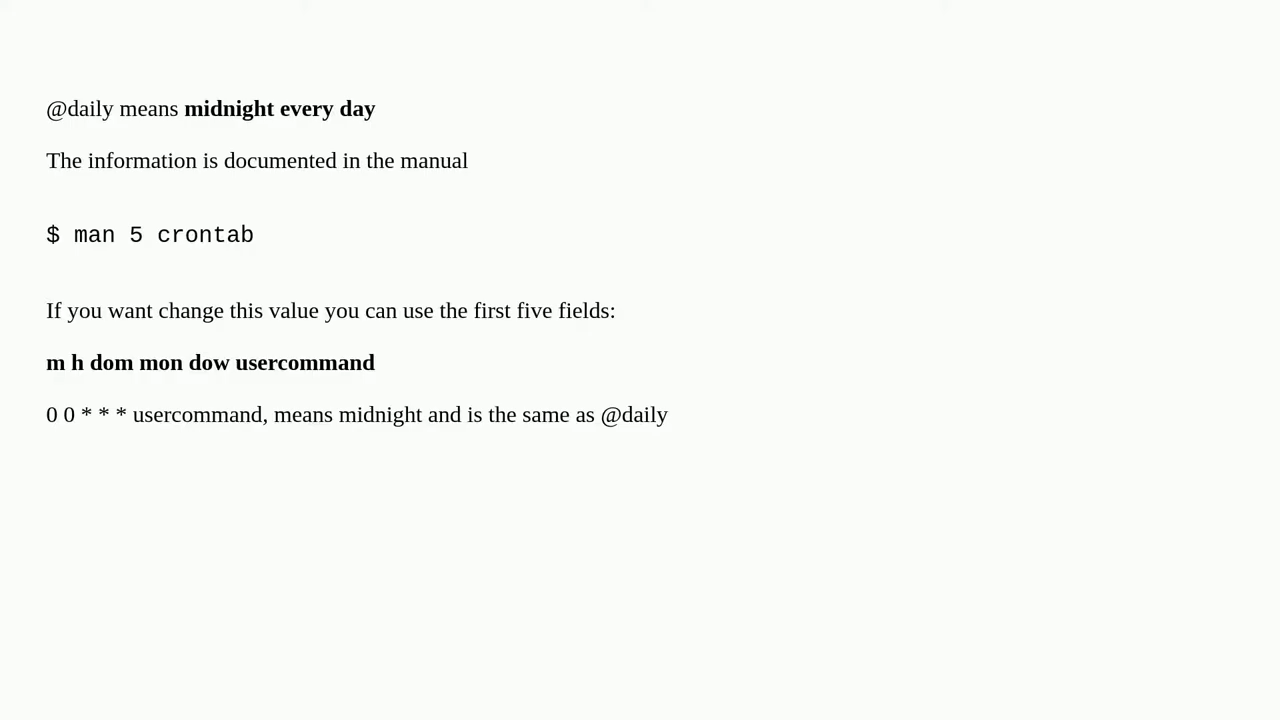 @daily means midnight every day
The information is documented in the manual
$ man 5 crontab
If you want change this value you can use the first five fields:
m h dom mon dow usercommand
0 0 * * * usercommand, means midnight and is the same as @daily